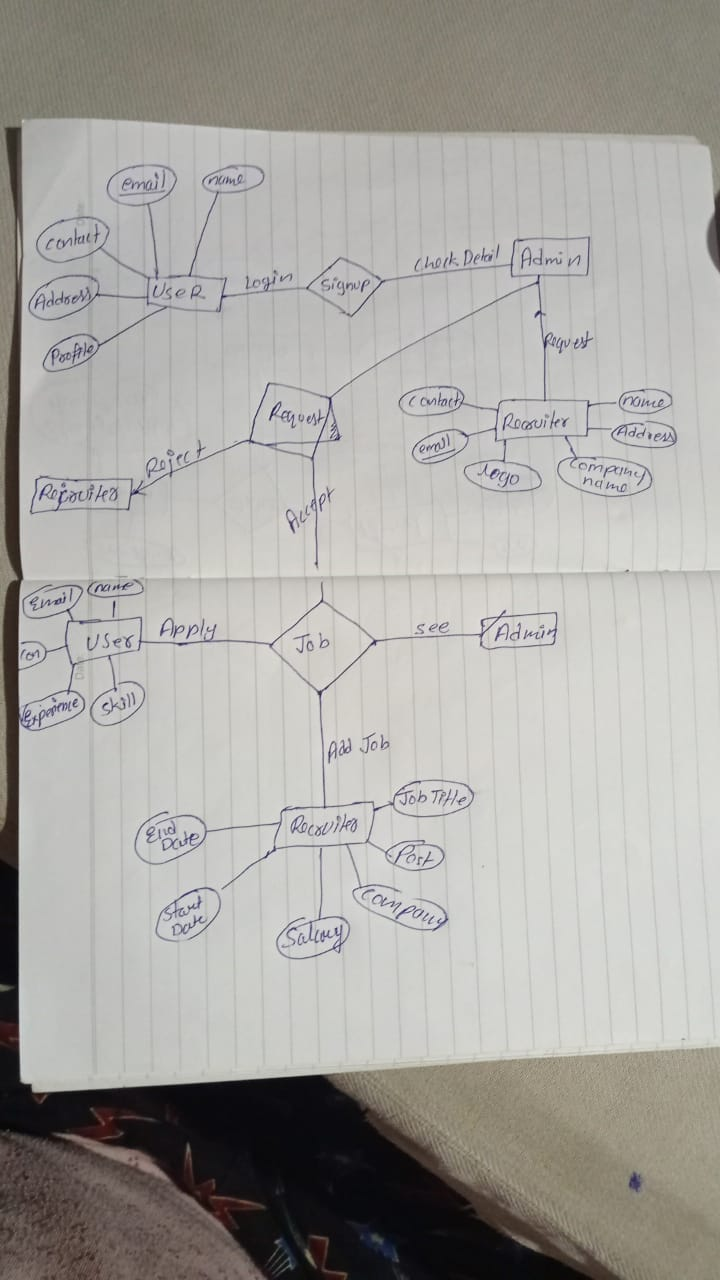 email
name
contact
Address
Profile
USeR
Login
Signup
Check Detail
Admin
Request
Recruiter
contact
email
logo
company
name
name
Address
Request
Reject
Accept
Email
name
USer
Con
Experience
Skill
Apply
Job
see
Admin
Add Job
Recruiter
Job Title
Post
Company
Salary
Start
Date
End
Date